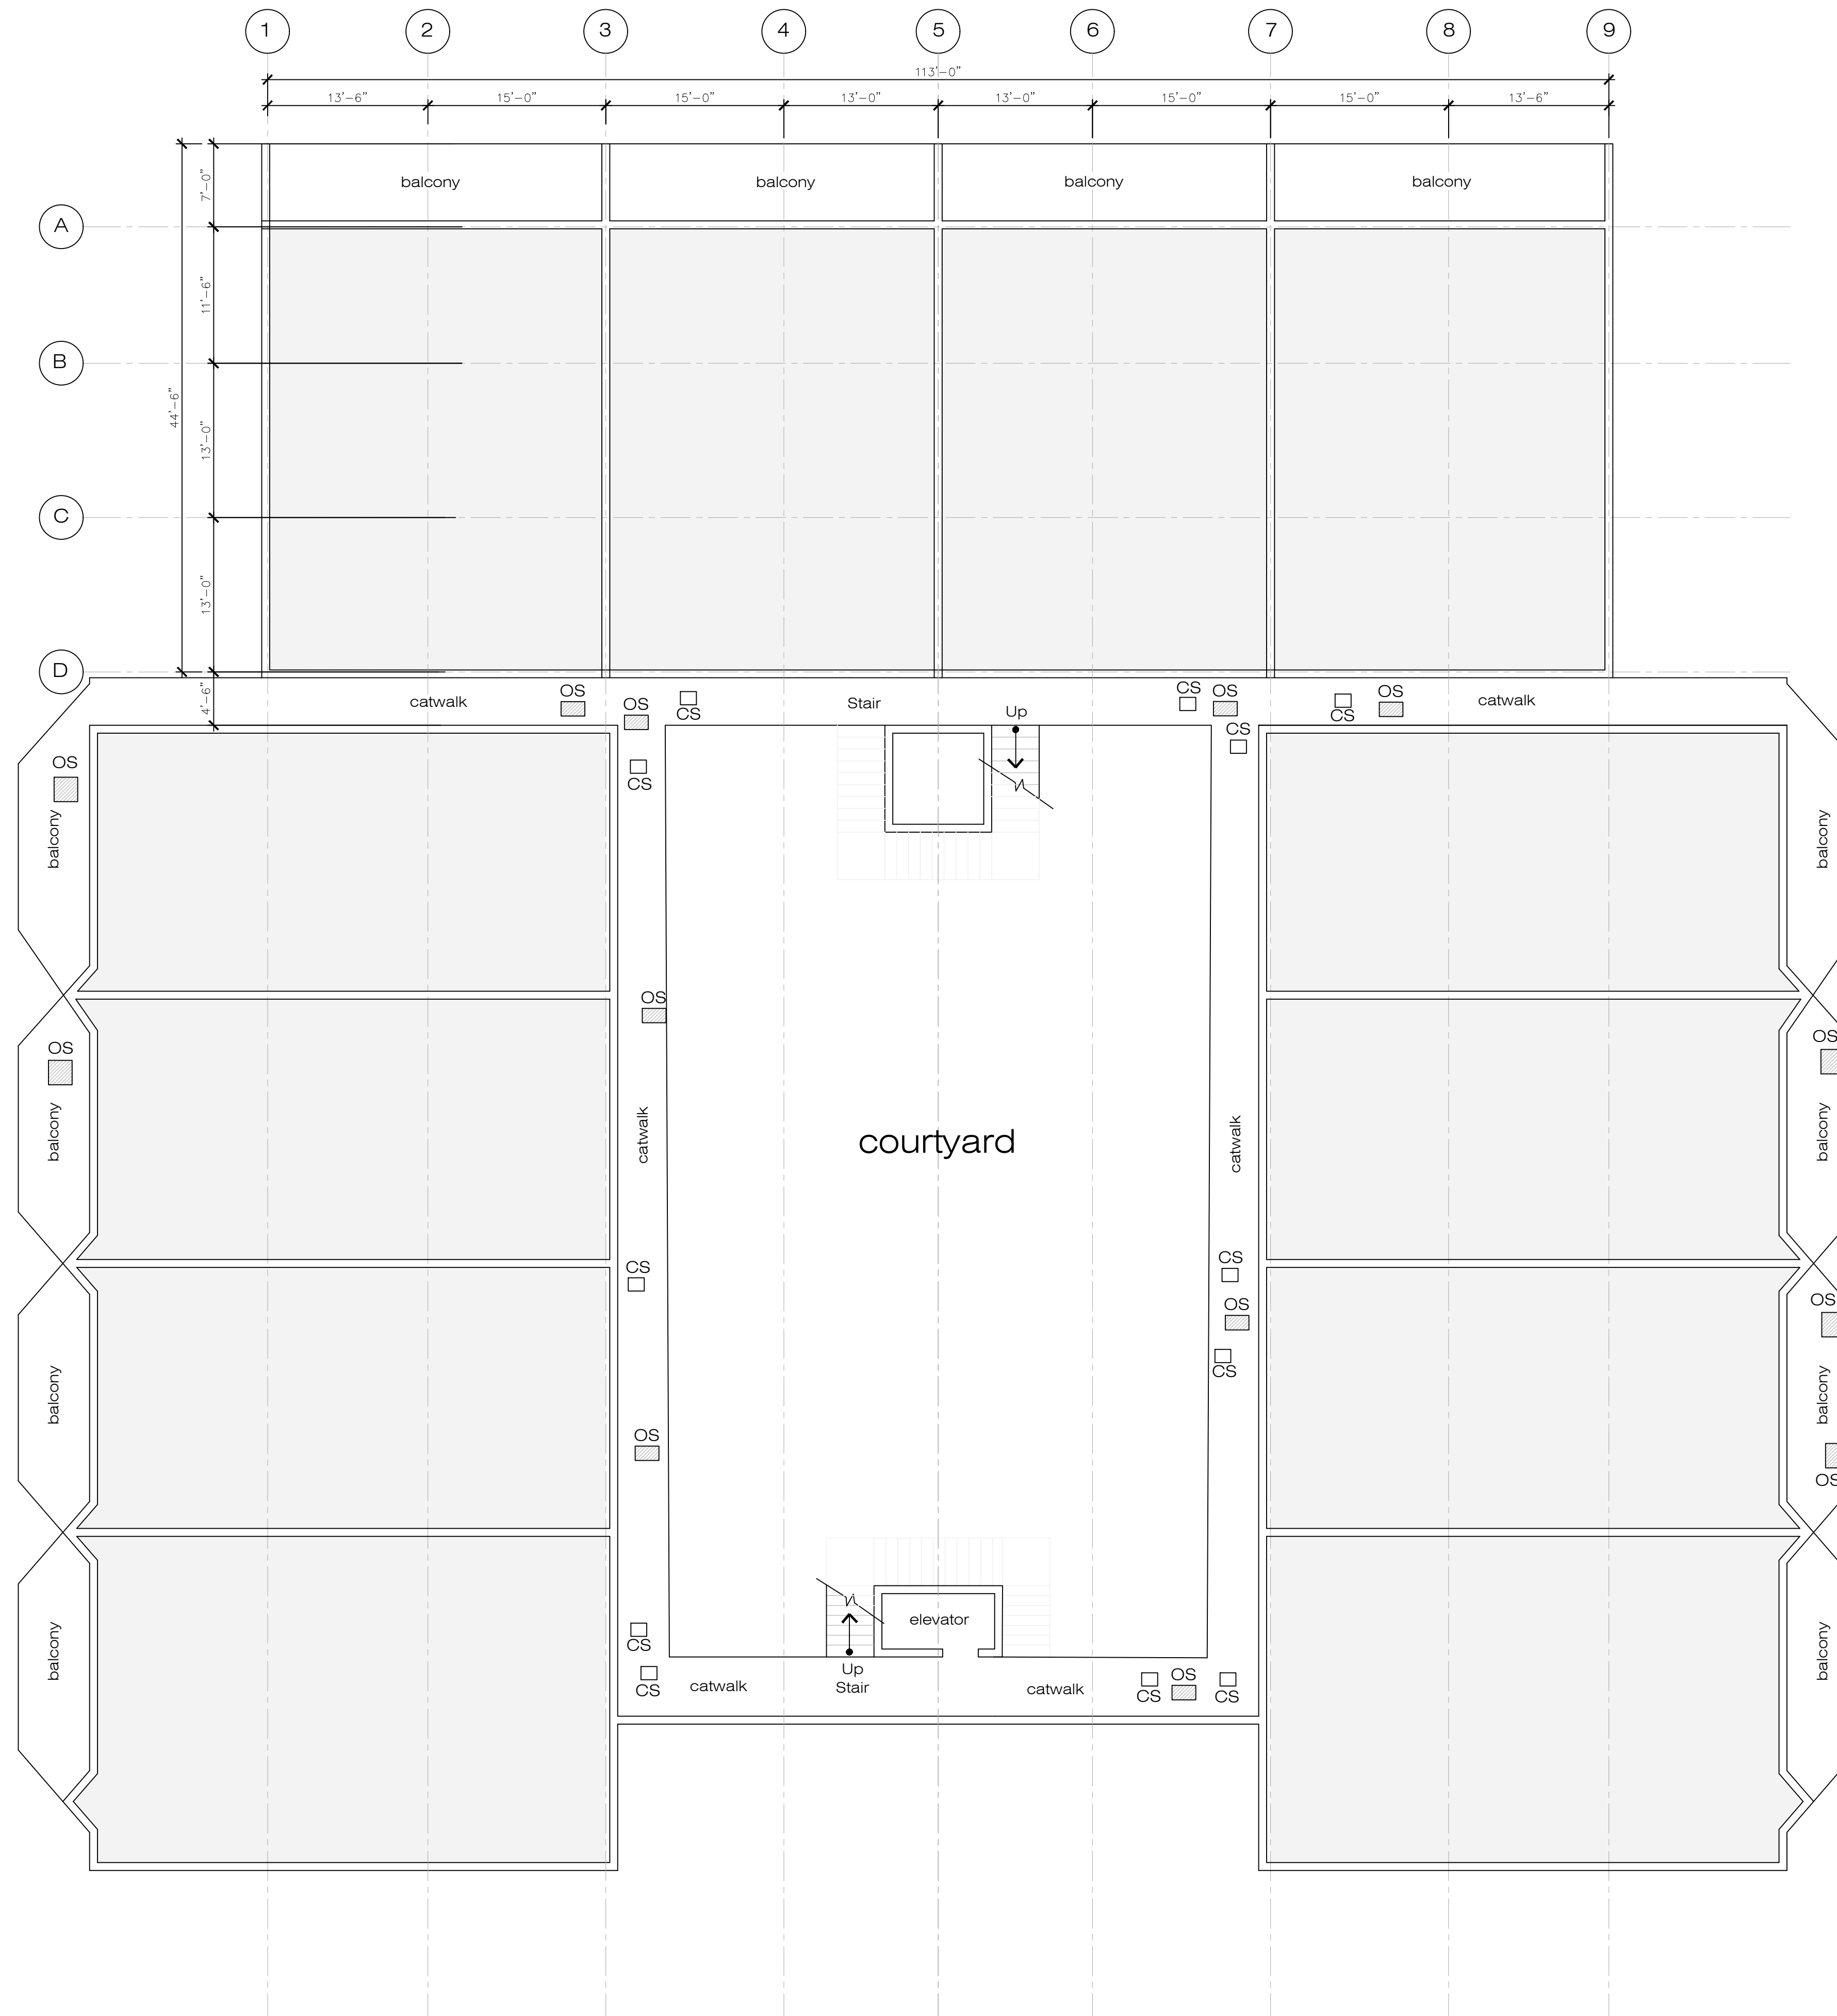 1 2 3 4 5 6 7 8 9
113'-0"
13'-6" 15'-0" 15'-0" 13'-0" 13'-0" 15'-0" 15'-0" 13'-6"
7'-0"
balcony balcony balcony balcony
A
11'-6"
B
44'-6"
13'-0"
C
13'-0"
D
4'-6"
catwalk OS OS CS Stair Up CS OS CS OS catwalk
CS
OS
CS
balcony balcony
OS
OS OS
balcony catwalk courtyard catwalk balcony
CS CS
OS OS
CS
balcony balcony
OS
OS
elevator
CS
balcony balcony
Up
Stair
CS catwalk catwalk CS OS CS